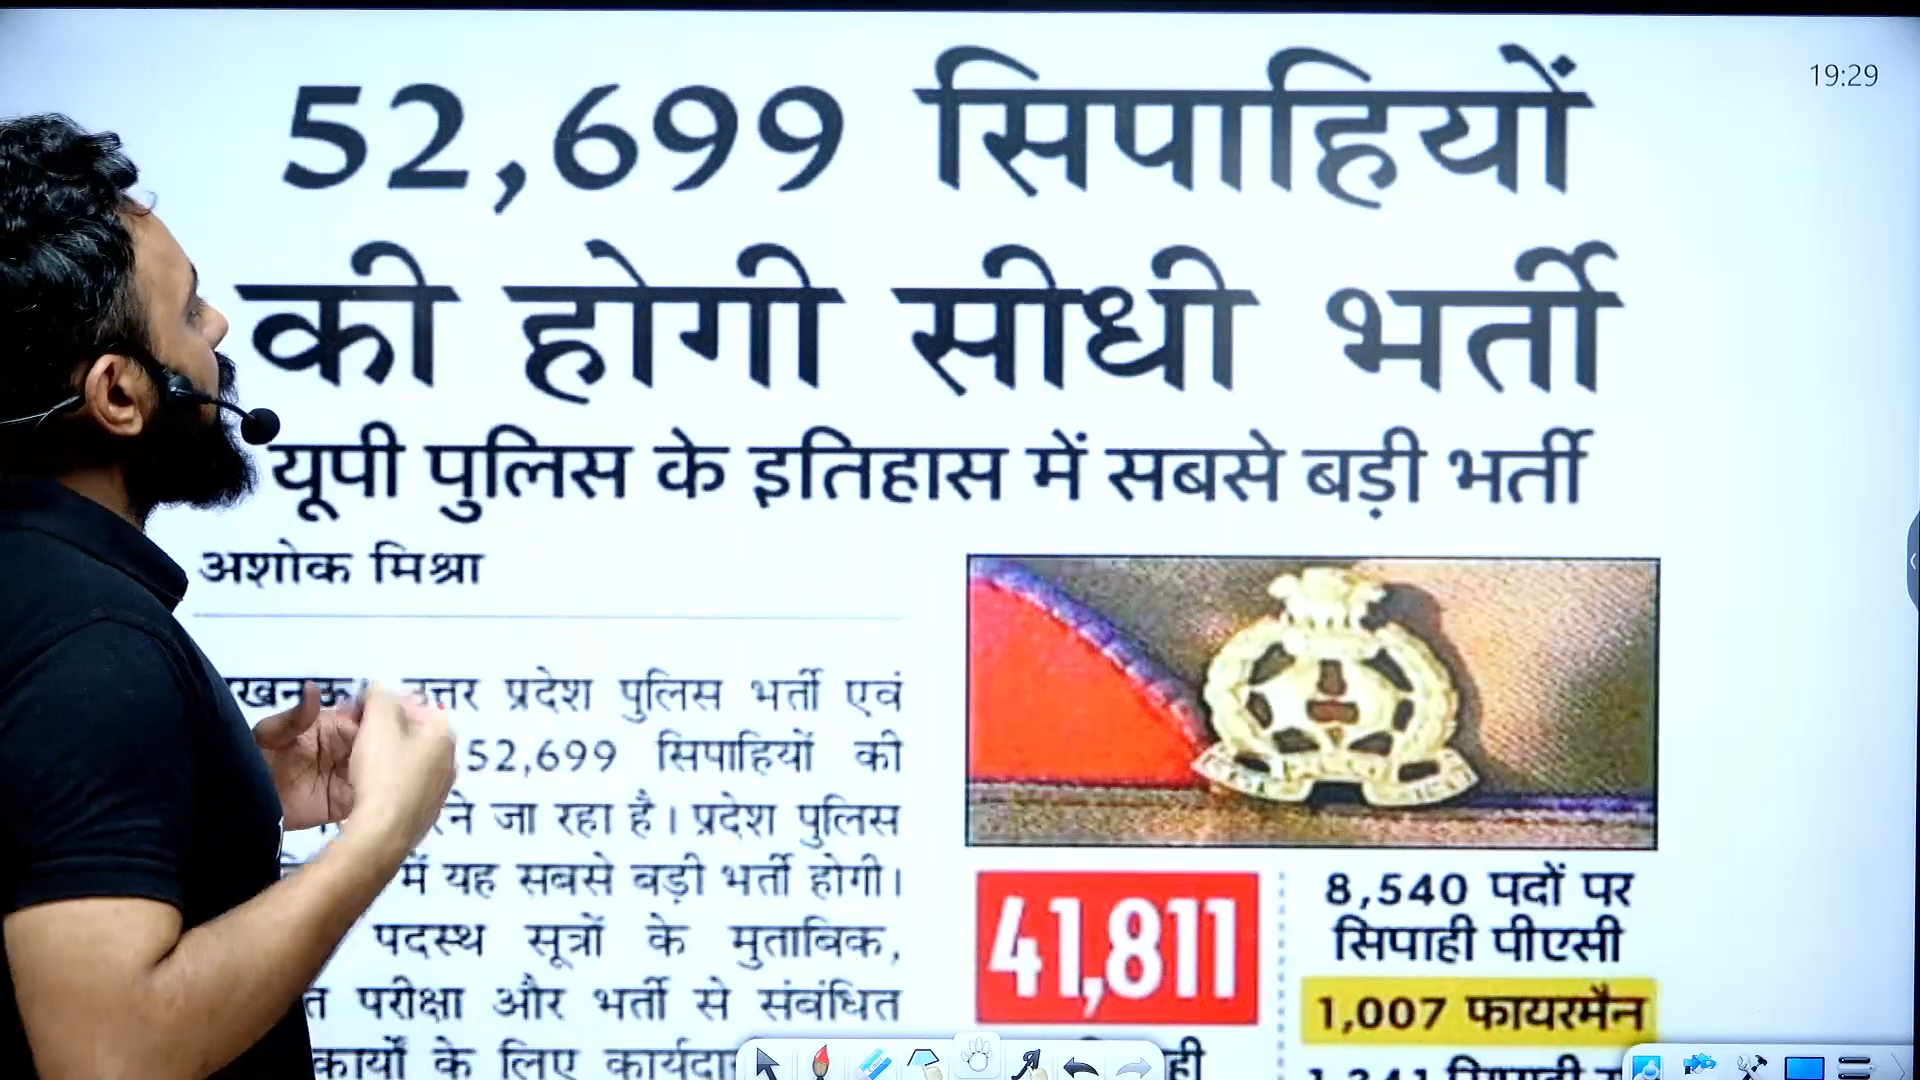 19:29
52,699 सिपाहियों
की होगी सीधी भर्ती
यूपी पुलिस के इतिहास में सबसे बड़ी भर्ती
अशोक मिश्रा
उत्तर प्रदेश पुलिस भर्ती एवं
52,699 सिपाहियों की
जा रहा है। प्रदेश पुलिस
में यह सबसे बड़ी भर्ती होगी।
पदस्थ सूत्रों के मुताबिक,
परीक्षा और भर्ती से संबंधित
कार्यों के लिए
41,811
8,540 पदों पर
सिपाही पीएसी
1,007 फायरमैन